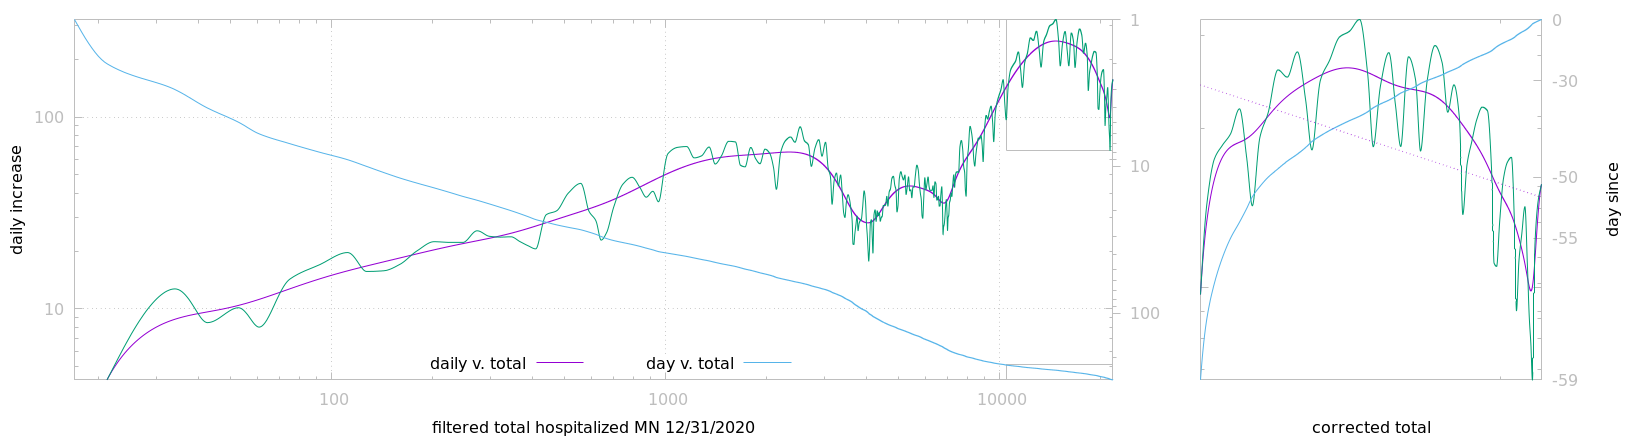 1
0
-30
100
10
-50
daily increase
day since
-55
10
100
daily v. total
day v. total
-59
100
1000
10000
filtered total hospitalized MN 12/31/2020
corrected total